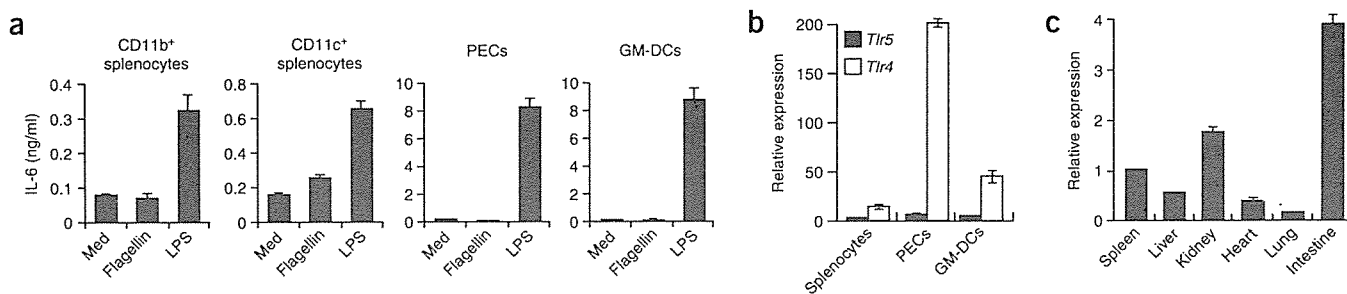 a
CD11b+ splenocytes
CD11c+ splenocytes
PECs
GM-DCs
IL-6 (ng/ml)
0.4
0.3
0.2
0.1
0
Med
Flagellin
LPS
0.8
0.6
0.4
0.2
0
Med
Flagellin
LPS
10
8
6
4
2
0
Med
Flagellin
LPS
10
8
6
4
2
0
Med
Flagellin
LPS
b
Relative expression
200
150
100
50
0
Tlr5
Tlr4
Splenocytes
PECs
GM-DCs
c
Relative expression
4
3
2
1
0
Spleen
Liver
Kidney
Heart
Lung
Intestine